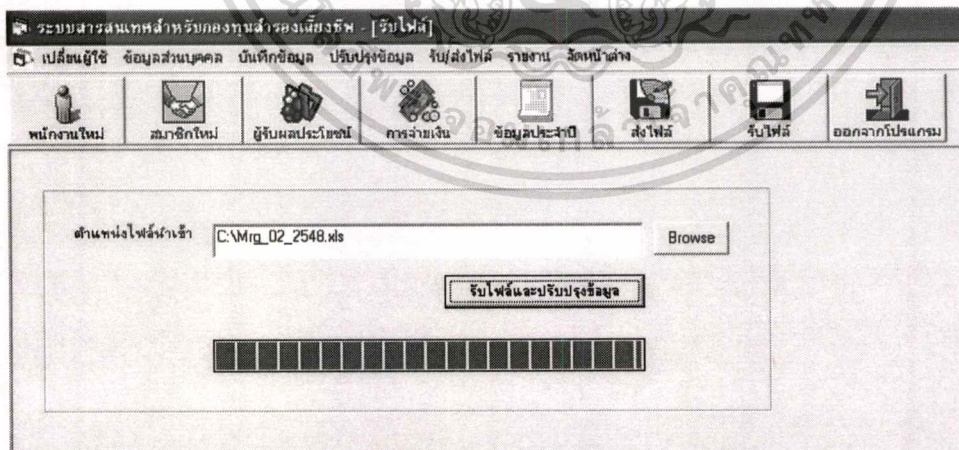 ระบบสารสนเทศสำหรับกองทุนสำรองเลี้ยงชีพ - [รับไฟล์]
เปลี่ยนผู้ใช้ ข้อมูลส่วนบุคคล บันทึกข้อมูล ปรับปรุงข้อมูล รับ/ส่งไฟล์ รายงาน จัดหน้าต่าง
พนักงานใหม่ สมาชิกใหม่ ผู้รับผลประโยชน์ การจ่ายเงิน ข้อมูลประจำปี ส่งไฟล์ รับไฟล์ ออกจากโปรแกรม
ตำแหน่งไฟล์นำเข้า C:\Mrg_02_2548.xls Browse
รับไฟล์และปรับปรุงข้อมูล